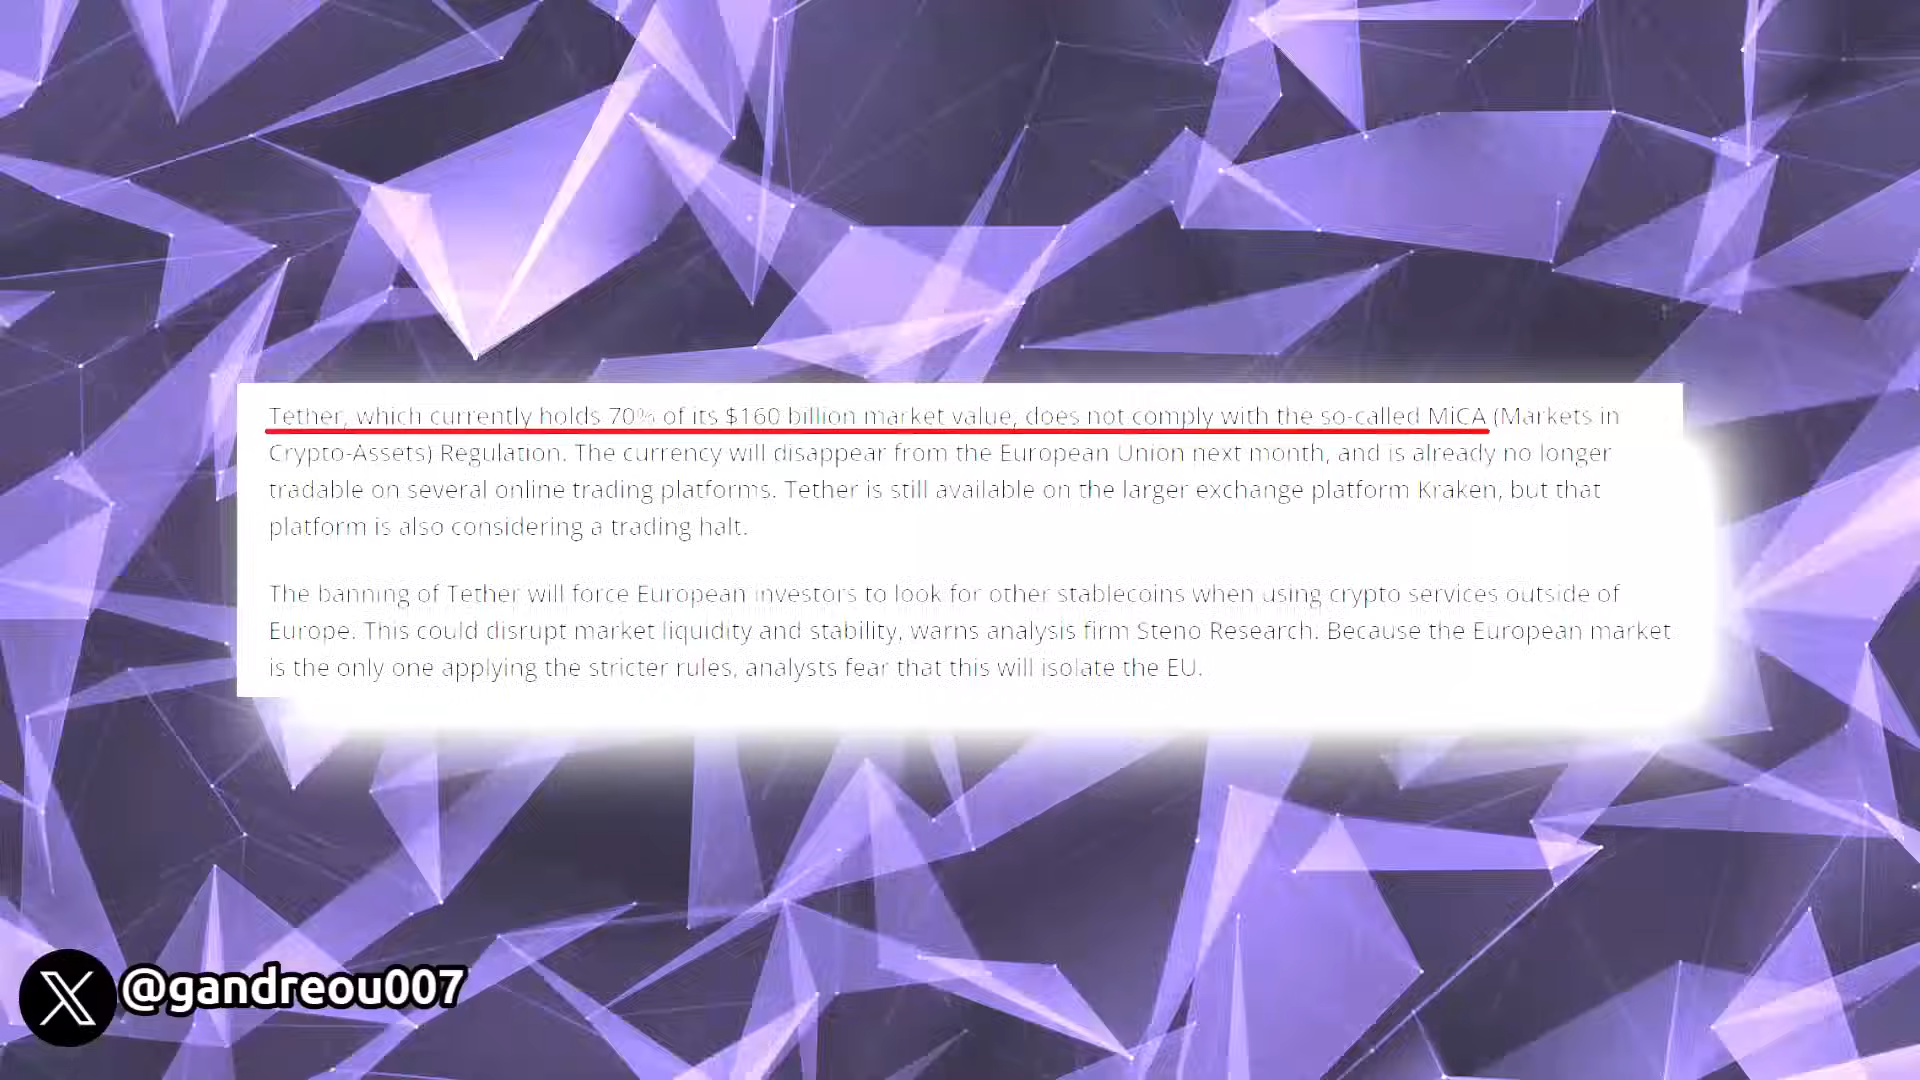 Tether, which currently holds 70% of its $160 billion market value, does not comply with the so-called MiCA (Markets in
Crypto-Assets) Regulation. The currency will disappear from the European Union next month, and is already no longer
tradable on several online trading platforms. Tether is still available on the larger exchange platform Kraken, but that
platform is also considering a trading halt.
The banning of Tether will force European investors to look for other stablecoins when using crypto services outside of
Europe. This could disrupt market liquidity and stability, warns analysis firm Steno Research. Because the European market
is the only one applying the stricter rules, analysts fear that this will isolate the EU.
@gandreou007